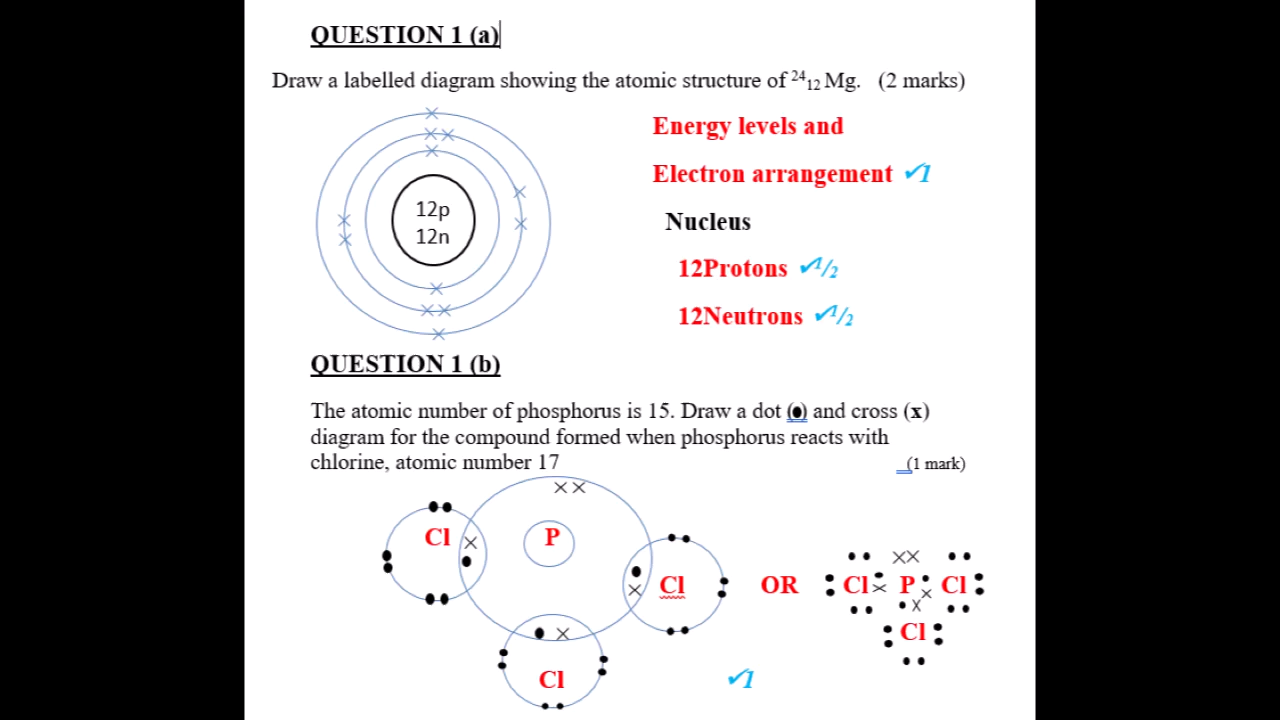 QUESTION 1 (a)
Draw a labelled diagram showing the atomic structure of ²⁴₁₂ Mg. (2 marks)
Energy levels and
Electron arrangement ✓1
Nucleus
12p
12n
12Protons ✓1/2
12Neutrons ✓1/2
QUESTION 1 (b)
The atomic number of phosphorus is 15. Draw a dot (●) and cross (x)
diagram for the compound formed when phosphorus reacts with
chlorine, atomic number 17 (1 mark)
Cl P
Cl OR Cl P Cl
Cl
Cl ✓1